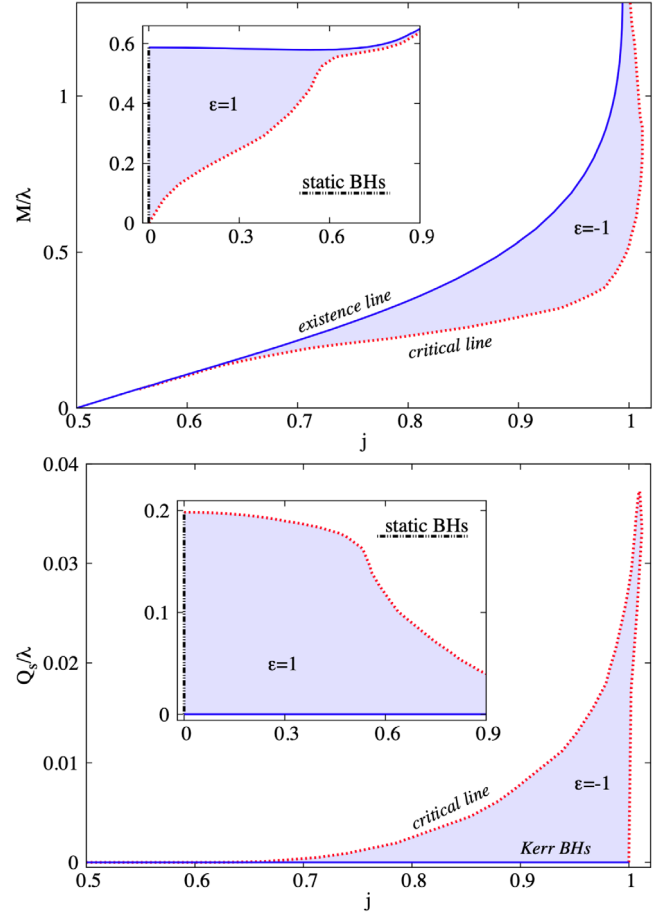 M/λ
1
0.5
0
0.5
0.6
0.7
0.8
0.9
1
j
0.6
0.4
0.2
0
0
0.3
0.6
0.9
ε=1
static BHs
ε=-1
existence line
critical line
Q_s/λ
0.04
0.03
0.02
0.01
0
0.5
0.6
0.7
0.8
0.9
1
j
0.2
0.1
0
0
0.3
0.6
0.9
static BHs
ε=1
critical line
ε=-1
Kerr BHs